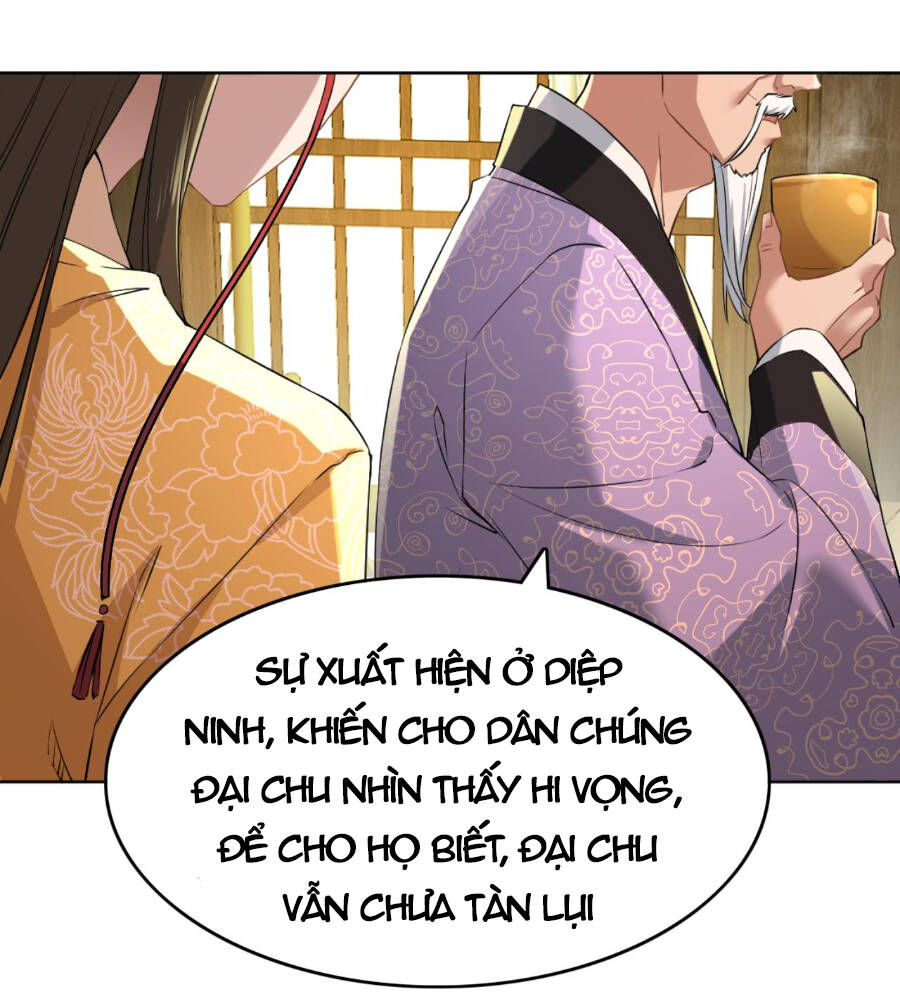 SỰ XUẤT HIỆN Ở DIỆP
NINH, KHIẾN CHO DÂN CHÚNG
ĐẠI CHU NHÌN THẤY HI VỌNG,
ĐỂ CHO HỌ BIẾT, ĐẠI CHU
VẪN CHƯA TÀN LỤI